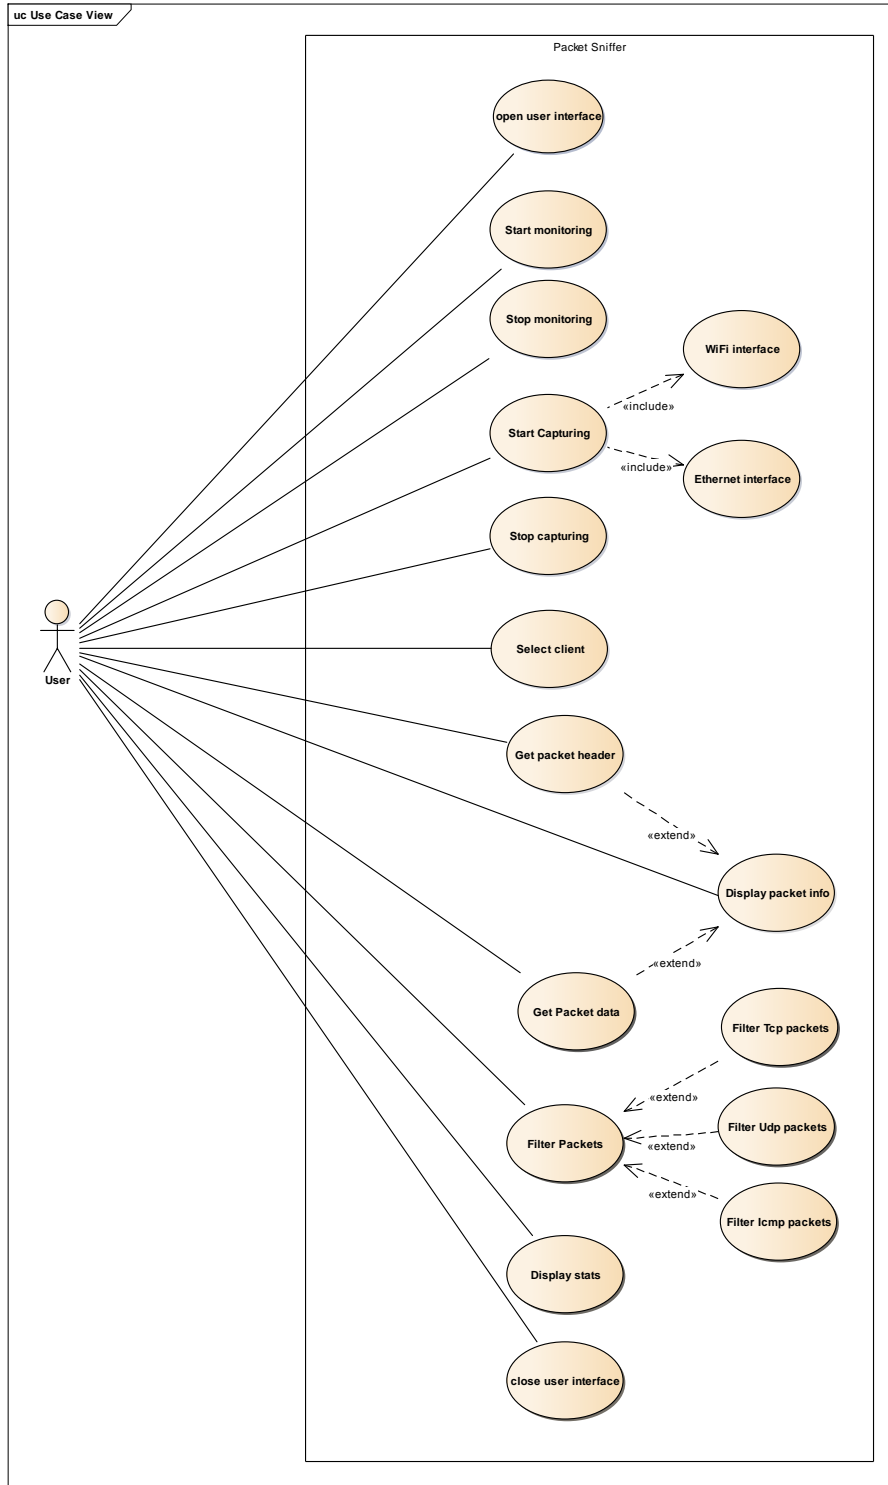 uc Use Case View
Packet Sniffer
open user interface
Start monitoring
Stop monitoring
WiFi interface
«include»
Start Capturing
«include»
Ethernet interface
Stop capturing
User
Select client
Get packet header
«extend»
Display packet info
«extend»
Get Packet data
Filter Tcp packets
«extend»
Filter Udp packets
Filter Packets
«extend»
«extend»
Filter Icmp packets
Display stats
close user interface